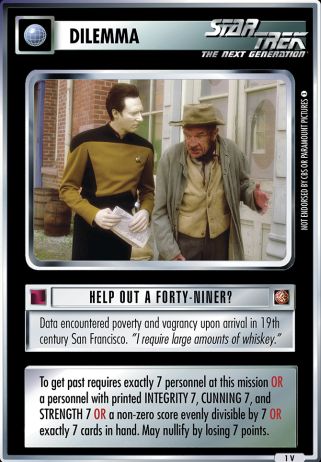 DILEMMA
STAR TREK
THE NEXT GENERATION
NOT ENDORSED BY CBS OR PARAMOUNT PICTURES
HELP OUT A FORTY-NINER?
Data encountered poverty and vagrancy upon arrival in 19th
century San Francisco. "I require large amounts of whiskey."
To get past requires exactly 7 personnel at this mission OR
a personnel with printed INTEGRITY 7, CUNNING 7, and
STRENGTH 7 OR a non-zero score evenly divisible by 7 OR
exactly 7 cards in hand. May nullify by losing 7 points.
1 V